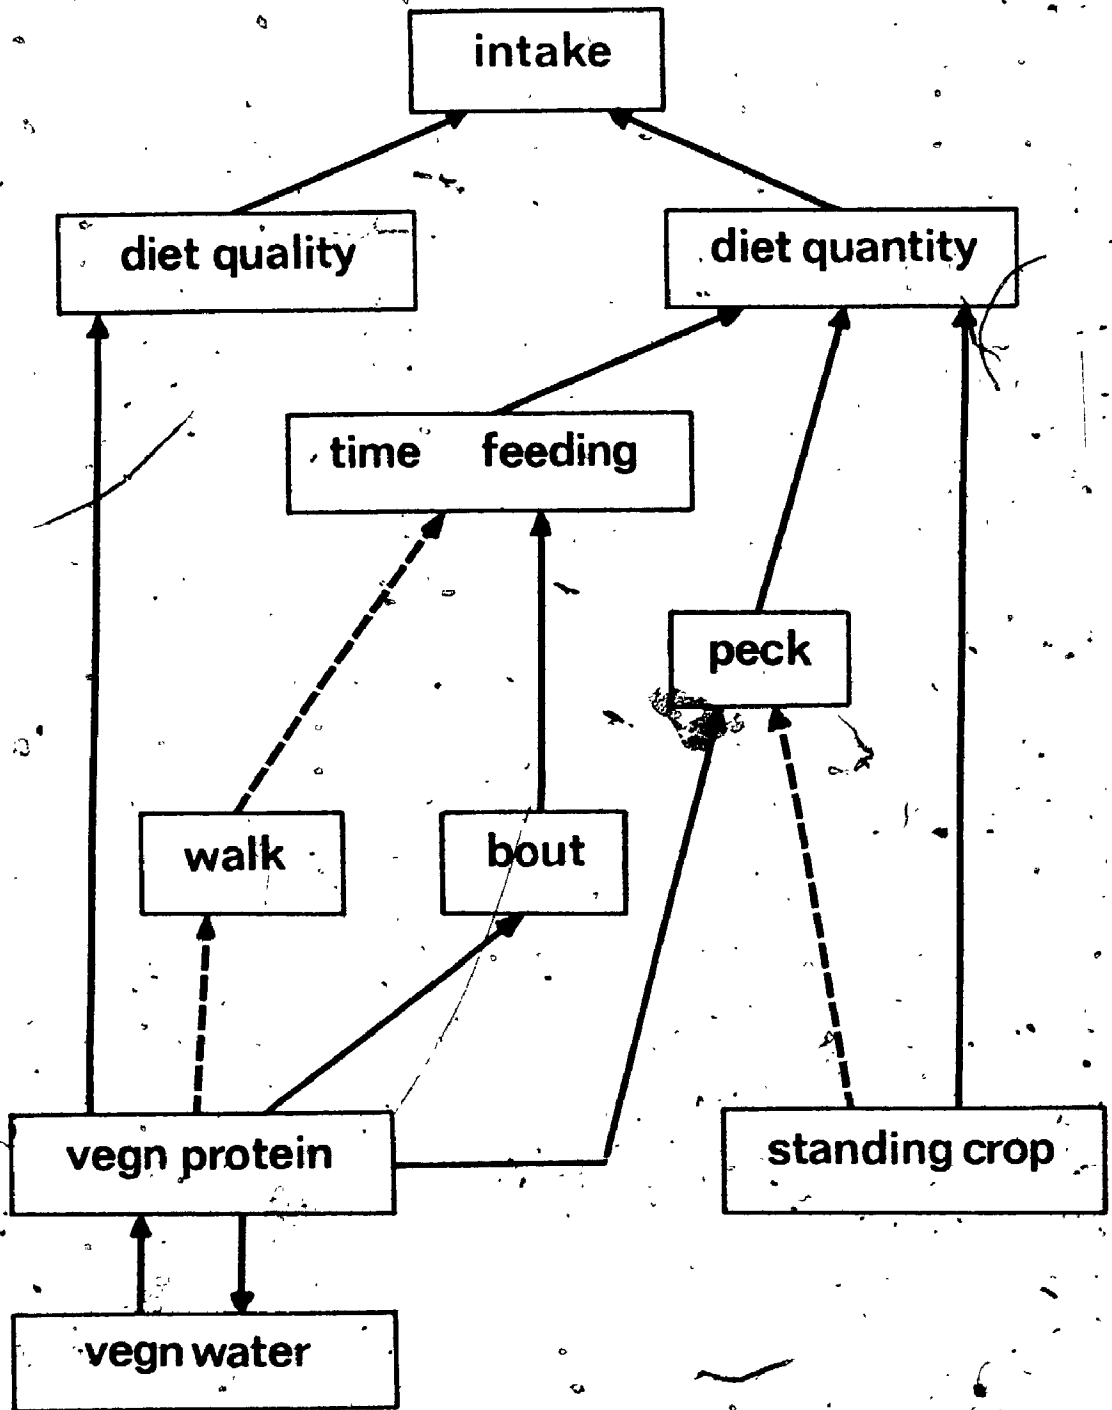 intake
diet quality
diet quantity
time feeding
peck
walk
bout
vegn protein
standing crop
vegn water